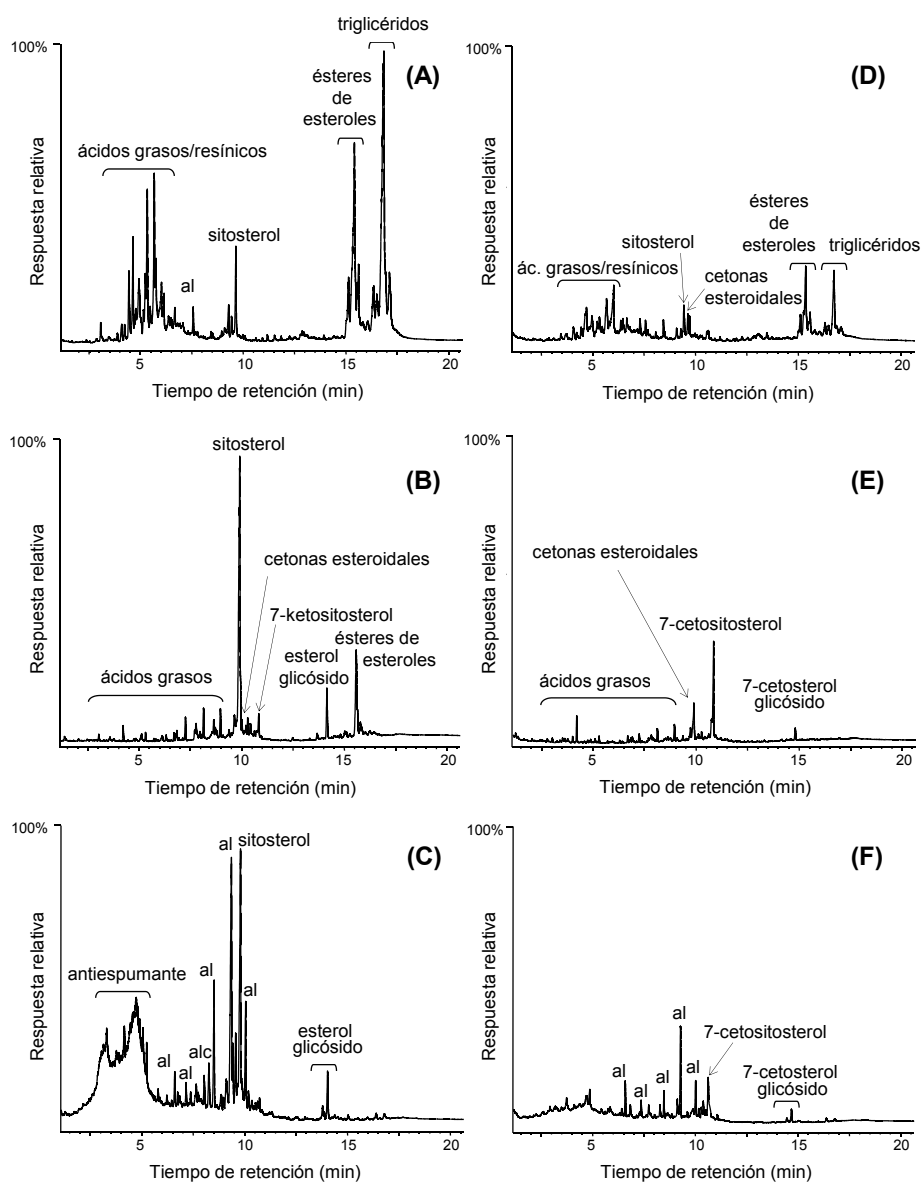 triglicéridos
100%
(A)
ésteres
de
esteroles
ácidos grasos/resínicos
sitosterol
al
Respuesta relativa
5
10
15
20
Tiempo de retención (min)
100%
(D)
ésteres
de
esteroles
sitosterol
triglicéridos
ác. grasos/resínicos
cetonas
esteroidales
Respuesta relativa
5
10
15
20
Tiempo de retención (min)
100%
sitosterol
(B)
cetonas esteroidales
7-ketositosterol
ésteres de
esteroles
esterol
glicósido
ácidos grasos
Respuesta relativa
5
10
15
20
Tiempo de retención (min)
100%
(E)
cetonas esteroidales
7-cetositosterol
ácidos grasos
7-cetosterol
glicósido
Respuesta relativa
5
10
15
20
Tiempo de retención (min)
100%
(C)
al
sitosterol
antiespumante
al
al
al
alc
al
esterol
glicósido
Respuesta relativa
5
10
15
20
Tiempo de retención (min)
100%
(F)
al
7-cetositosterol
al
al
al
al
7-cetosterol
glicósido
Respuesta relativa
5
10
15
20
Tiempo de retención (min)